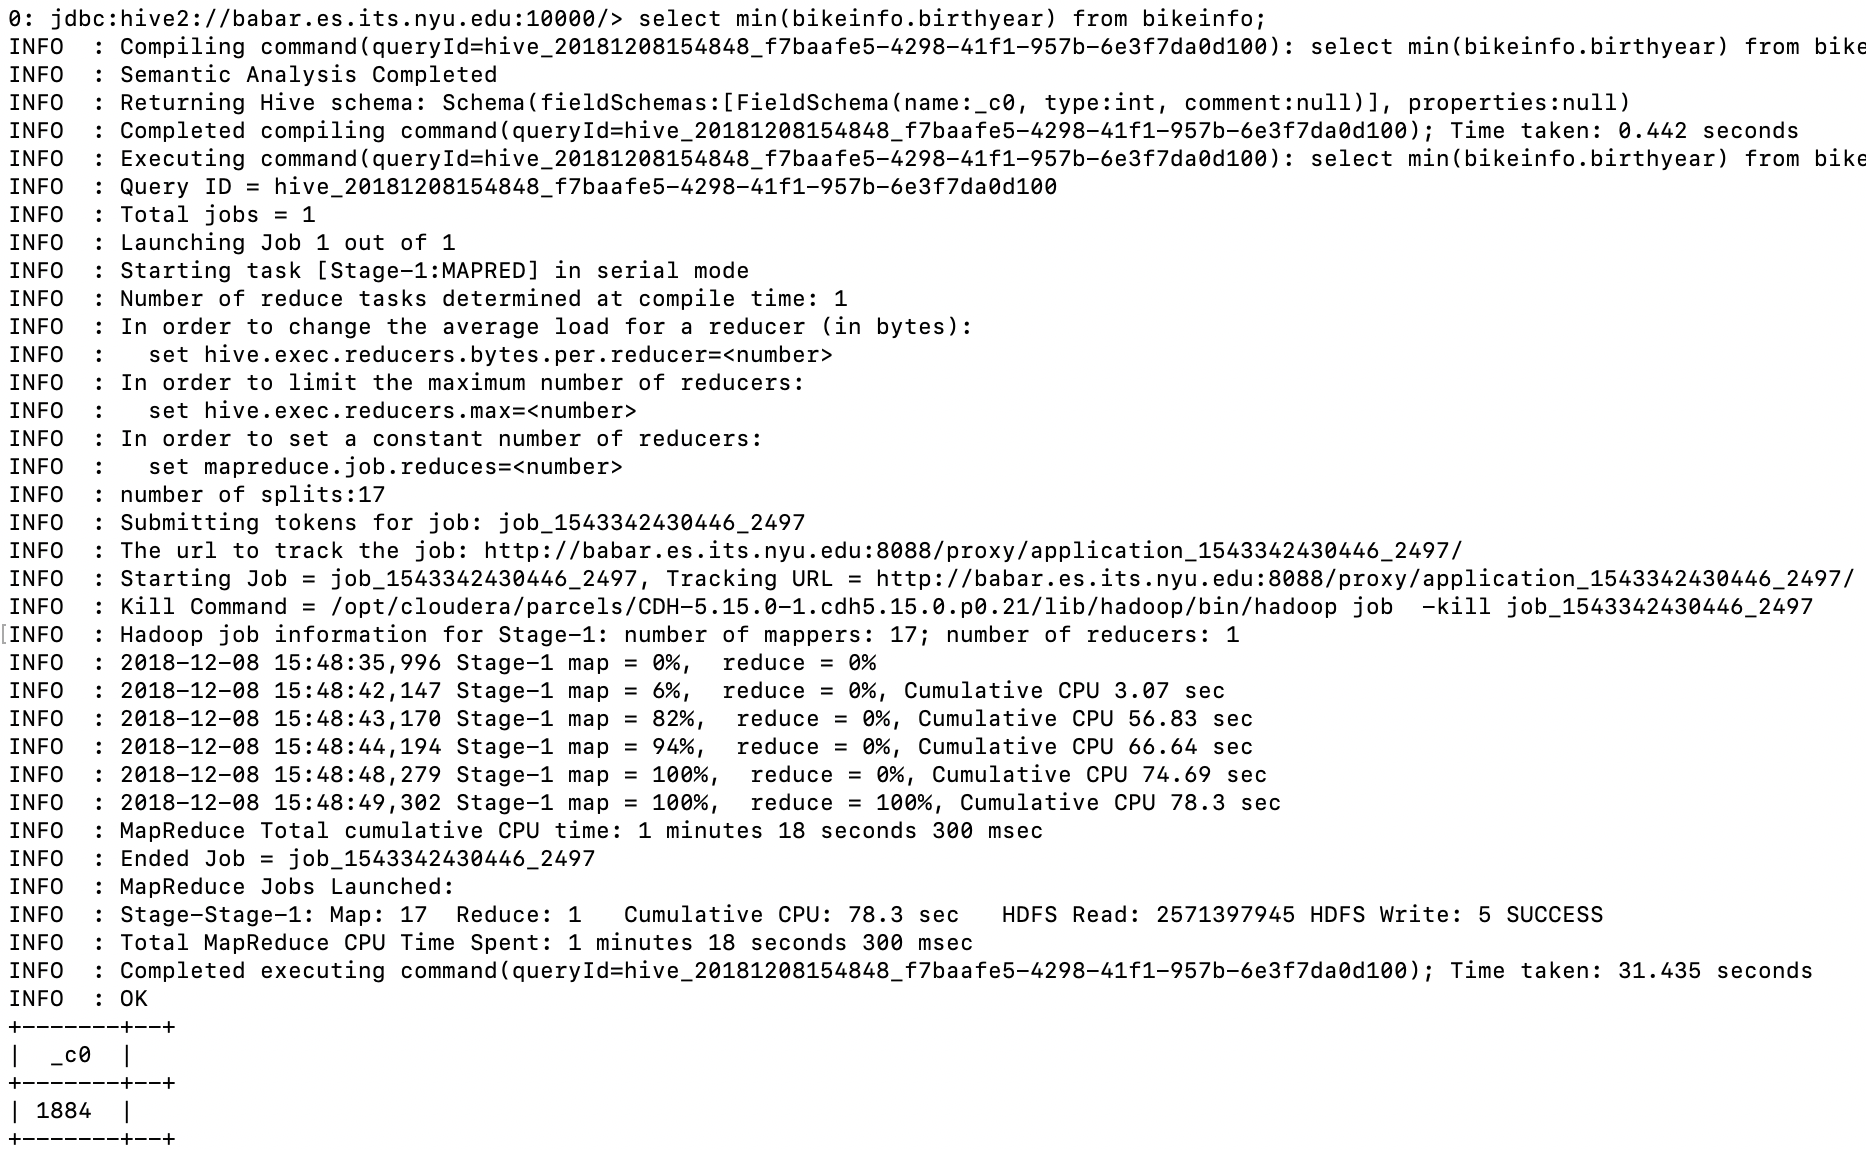 0: jdbc:hive2://babar.es.its.nyu.edu:10000/> select min(bikeinfo.birthyear) from bikeinfo;
INFO  : Compiling command(queryId=hive_20181208154848_f7baafe5-4298-41f1-957b-6e3f7da0d100): select min(bikeinfo.birthyear) from bike
INFO  : Semantic Analysis Completed
INFO  : Returning Hive schema: Schema(fieldSchemas:[FieldSchema(name:_c0, type:int, comment:null)], properties:null)
INFO  : Completed compiling command(queryId=hive_20181208154848_f7baafe5-4298-41f1-957b-6e3f7da0d100); Time taken: 0.442 seconds
INFO  : Executing command(queryId=hive_20181208154848_f7baafe5-4298-41f1-957b-6e3f7da0d100): select min(bikeinfo.birthyear) from bike
INFO  : Query ID = hive_20181208154848_f7baafe5-4298-41f1-957b-6e3f7da0d100
INFO  : Total jobs = 1
INFO  : Launching Job 1 out of 1
INFO  : Starting task [Stage-1:MAPRED] in serial mode
INFO  : Number of reduce tasks determined at compile time: 1
INFO  : In order to change the average load for a reducer (in bytes):
INFO  :   set hive.exec.reducers.bytes.per.reducer=<number>
INFO  : In order to limit the maximum number of reducers:
INFO  :   set hive.exec.reducers.max=<number>
INFO  : In order to set a constant number of reducers:
INFO  :   set mapreduce.job.reduces=<number>
INFO  : number of splits:17
INFO  : Submitting tokens for job: job_1543342430446_2497
INFO  : The url to track the job: http://babar.es.its.nyu.edu:8088/proxy/application_1543342430446_2497/
INFO  : Starting Job = job_1543342430446_2497, Tracking URL = http://babar.es.its.nyu.edu:8088/proxy/application_1543342430446_2497/
INFO  : Kill Command = /opt/cloudera/parcels/CDH-5.15.0-1.cdh5.15.0.p0.21/lib/hadoop/bin/hadoop job  -kill job_1543342430446_2497
[INFO  : Hadoop job information for Stage-1: number of mappers: 17; number of reducers: 1
INFO  : 2018-12-08 15:48:35,996 Stage-1 map = 0%,  reduce = 0%
INFO  : 2018-12-08 15:48:42,147 Stage-1 map = 6%,  reduce = 0%, Cumulative CPU 3.07 sec
INFO  : 2018-12-08 15:48:43,170 Stage-1 map = 82%,  reduce = 0%, Cumulative CPU 56.83 sec
INFO  : 2018-12-08 15:48:44,194 Stage-1 map = 94%,  reduce = 0%, Cumulative CPU 66.64 sec
INFO  : 2018-12-08 15:48:48,279 Stage-1 map = 100%,  reduce = 0%, Cumulative CPU 74.69 sec
INFO  : 2018-12-08 15:48:49,302 Stage-1 map = 100%,  reduce = 100%, Cumulative CPU 78.3 sec
INFO  : MapReduce Total cumulative CPU time: 1 minutes 18 seconds 300 msec
INFO  : Ended Job = job_1543342430446_2497
INFO  : MapReduce Jobs Launched:
INFO  : Stage-Stage-1: Map: 17  Reduce: 1   Cumulative CPU: 78.3 sec   HDFS Read: 2571397945 HDFS Write: 5 SUCCESS
INFO  : Total MapReduce CPU Time Spent: 1 minutes 18 seconds 300 msec
INFO  : Completed executing command(queryId=hive_20181208154848_f7baafe5-4298-41f1-957b-6e3f7da0d100); Time taken: 31.435 seconds
INFO  : OK
+-------+--+
|  _c0  |
+-------+--+
| 1884  |
+-------+--+